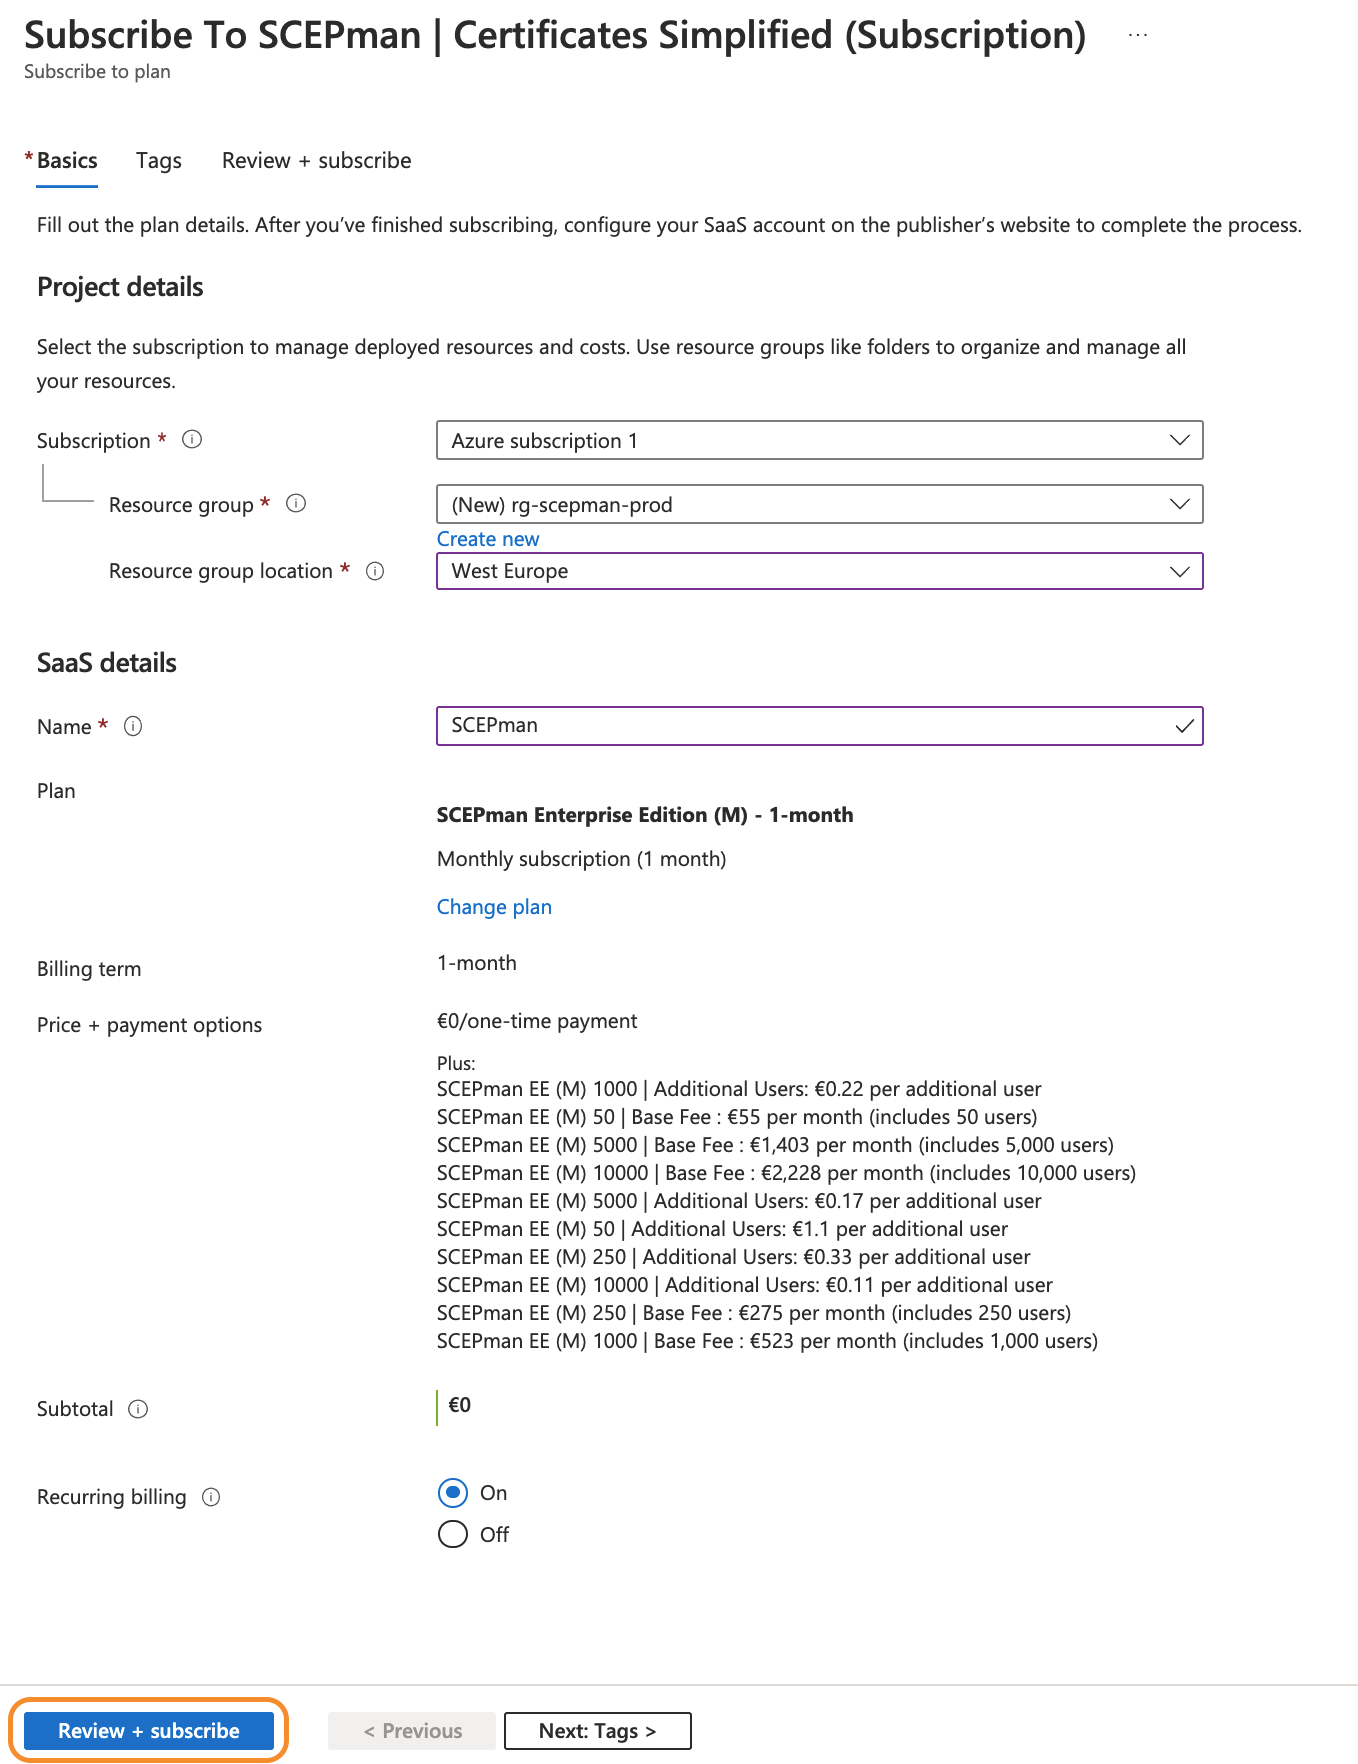 Subscribe To SCEPman | Certificates Simplified (Subscription) ...
Subscribe to plan
* Basics Tags Review + subscribe
Fill out the plan details. After you’ve finished subscribing, configure your SaaS account on the publisher’s website to complete the process.
Project details
Select the subscription to manage deployed resources and costs. Use resource groups like folders to organize and manage all
your resources.
Subscription * Azure subscription 1
Resource group * (New) rg-scepman-prod
Create new
Resource group location * West Europe
SaaS details
Name * SCEPman
Plan
SCEPman Enterprise Edition (M) - 1-month
Monthly subscription (1 month)
Change plan
Billing term 1-month
Price + payment options €0/one-time payment
Plus:
SCEPman EE (M) 1000 | Additional Users: €0.22 per additional user
SCEPman EE (M) 50 | Base Fee : €55 per month (includes 50 users)
SCEPman EE (M) 5000 | Base Fee : €1,403 per month (includes 5,000 users)
SCEPman EE (M) 10000 | Base Fee : €2,228 per month (includes 10,000 users)
SCEPman EE (M) 5000 | Additional Users: €0.17 per additional user
SCEPman EE (M) 50 | Additional Users: €1.1 per additional user
SCEPman EE (M) 250 | Additional Users: €0.33 per additional user
SCEPman EE (M) 10000 | Additional Users: €0.11 per additional user
SCEPman EE (M) 250 | Base Fee : €275 per month (includes 250 users)
SCEPman EE (M) 1000 | Base Fee : €523 per month (includes 1,000 users)
Subtotal €0
Recurring billing On
Off
Review + subscribe < Previous Next: Tags >